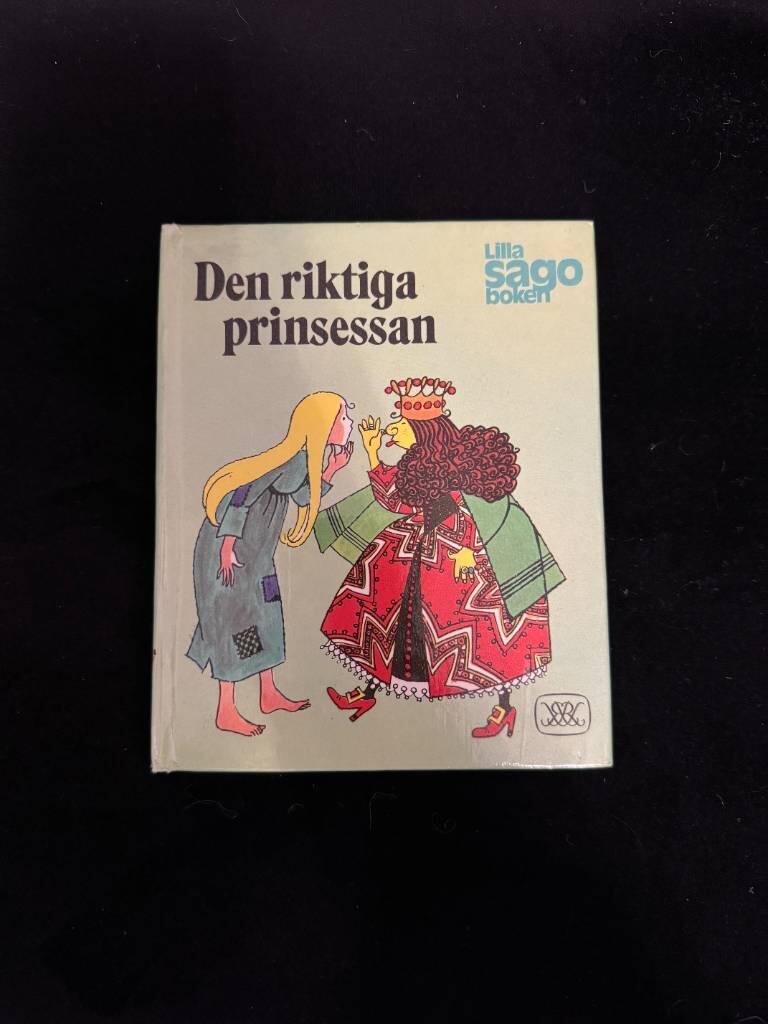 Den riktiga
prinsessan
Lilla
sago
boken